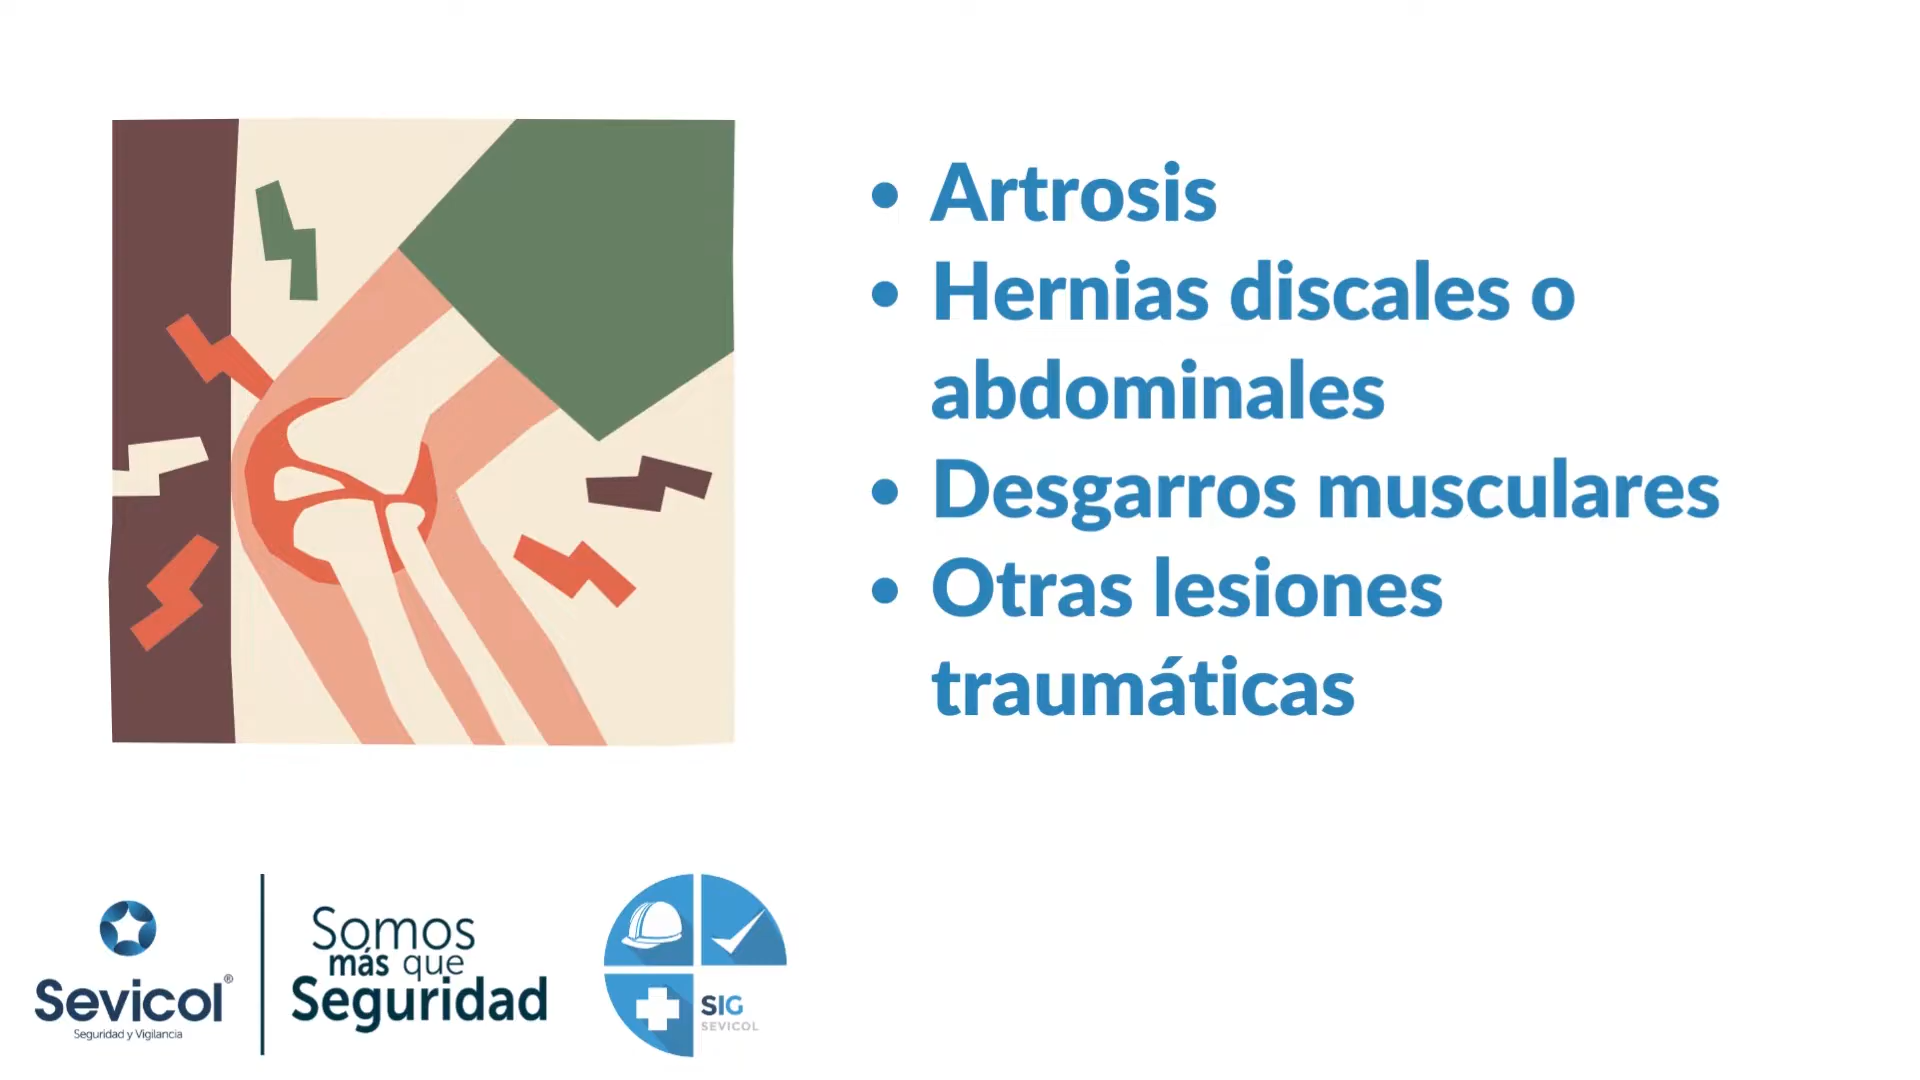 • Artrosis
• Hernias discales o
abdominales
• Desgarros musculares
• Otras lesiones
traumáticas
Sevicol®
Seguridad y Vigilancia
Somos
más que
Seguridad
SIG
SEVICOL